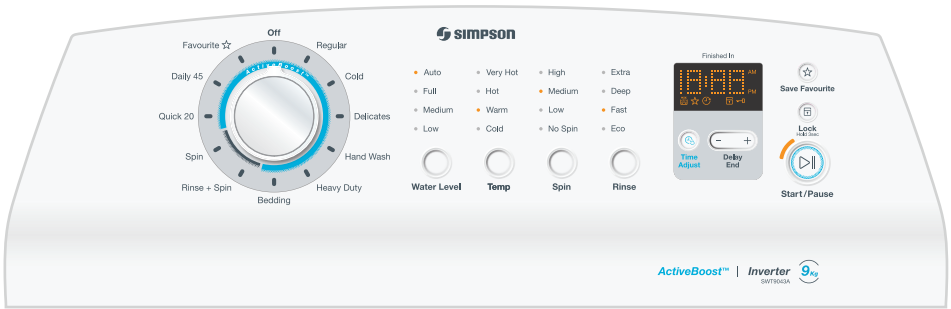 SIMPSON
Off
Favourite
Regular
Daily 45
Cold
Quick 20
Delicates
Spin
Hand Wash
Rinse + Spin
Heavy Duty
Bedding
ActiveBoost™
Auto
Full
Medium
Low
Water Level
Very Hot
Hot
Warm
Cold
Temp
High
Medium
Low
No Spin
Spin
Extra
Deep
Fast
Eco
Rinse
Finished In
18:88 AM
PM
Time
Adjust
- +
Delay
End
Save Favourite
Lock
Hold 3sec
Start/Pause
ActiveBoost™ | Inverter 9Kg
SWT9043A